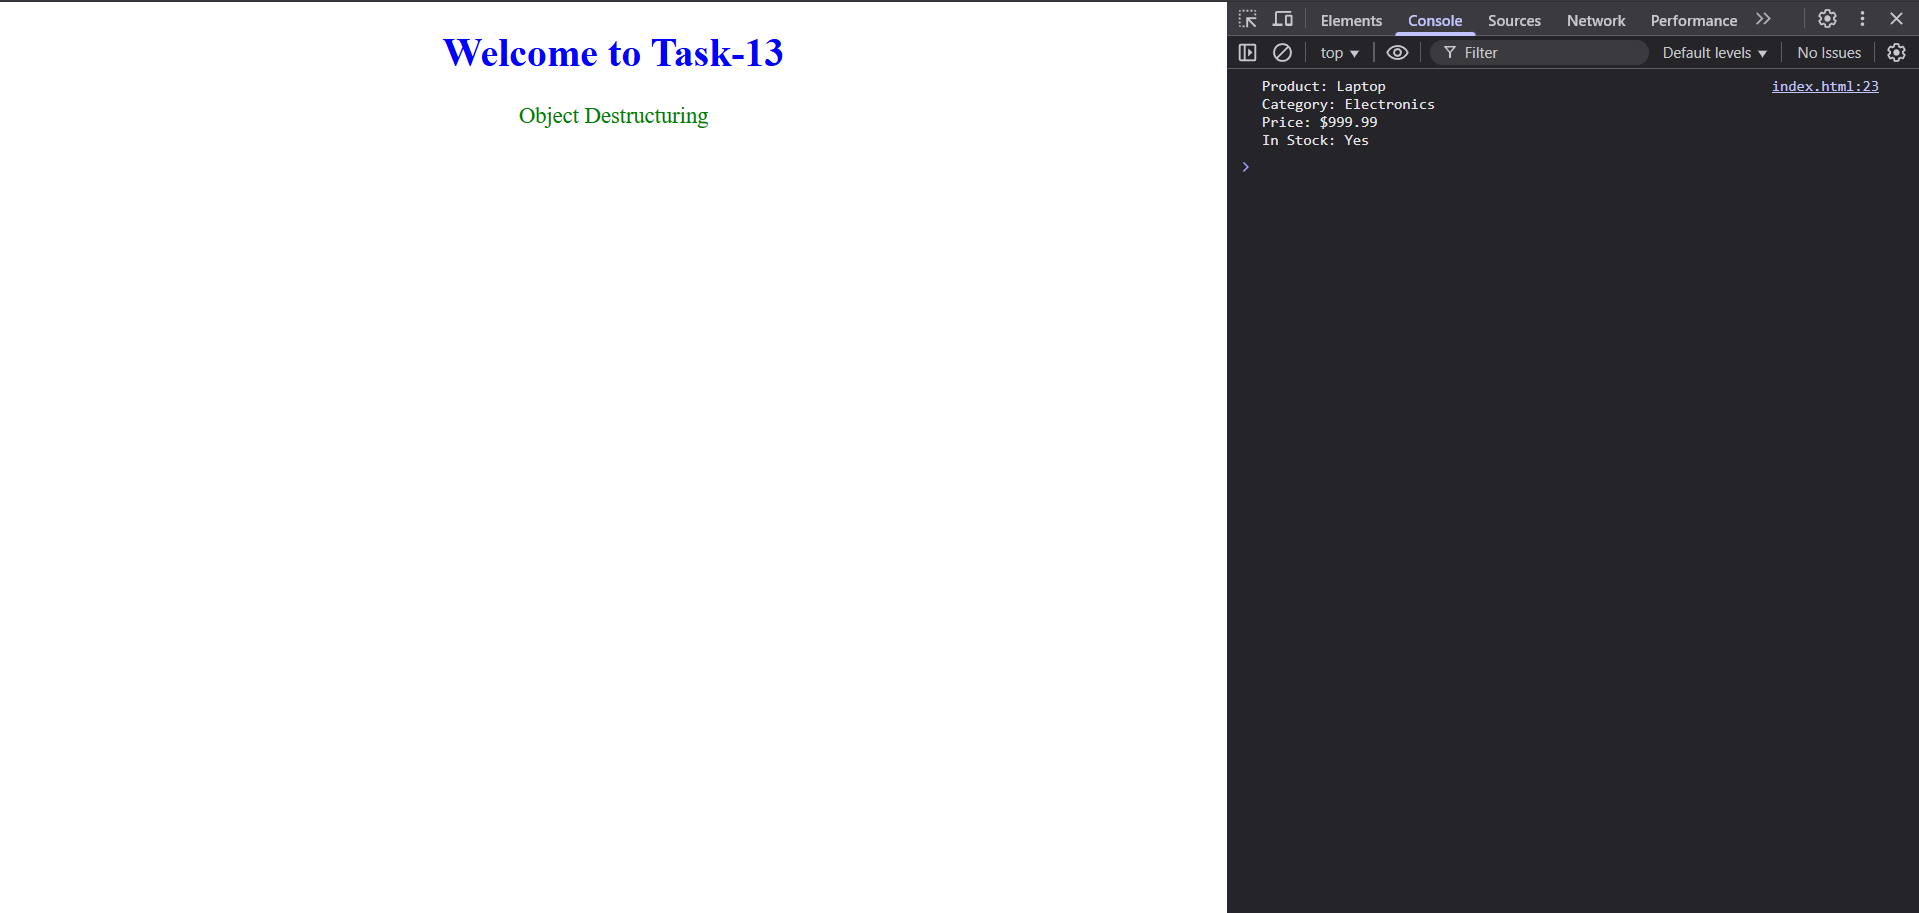 Welcome to Task-13
Object Destructuring
Elements Console Sources Network Performance
top Filter Default levels No Issues
Product: Laptop index.html:23
Category: Electronics
Price: $999.99
In Stock: Yes